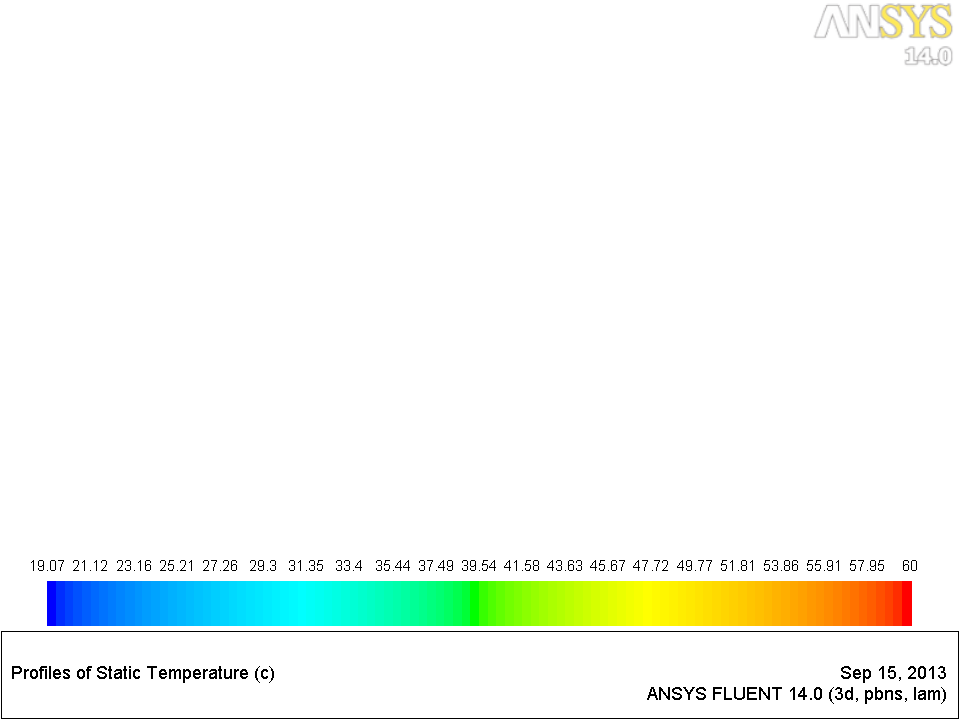 ANSYS
14.0
19.07 21.12 23.16 25.21 27.26 29.3 31.35 33.4 35.44 37.49 39.54 41.58 43.63 45.67 47.72 49.77 51.81 53.86 55.91 57.95 60
Profiles of Static Temperature (c)
Sep 15, 2013
ANSYS FLUENT 14.0 (3d, pbns, lam)